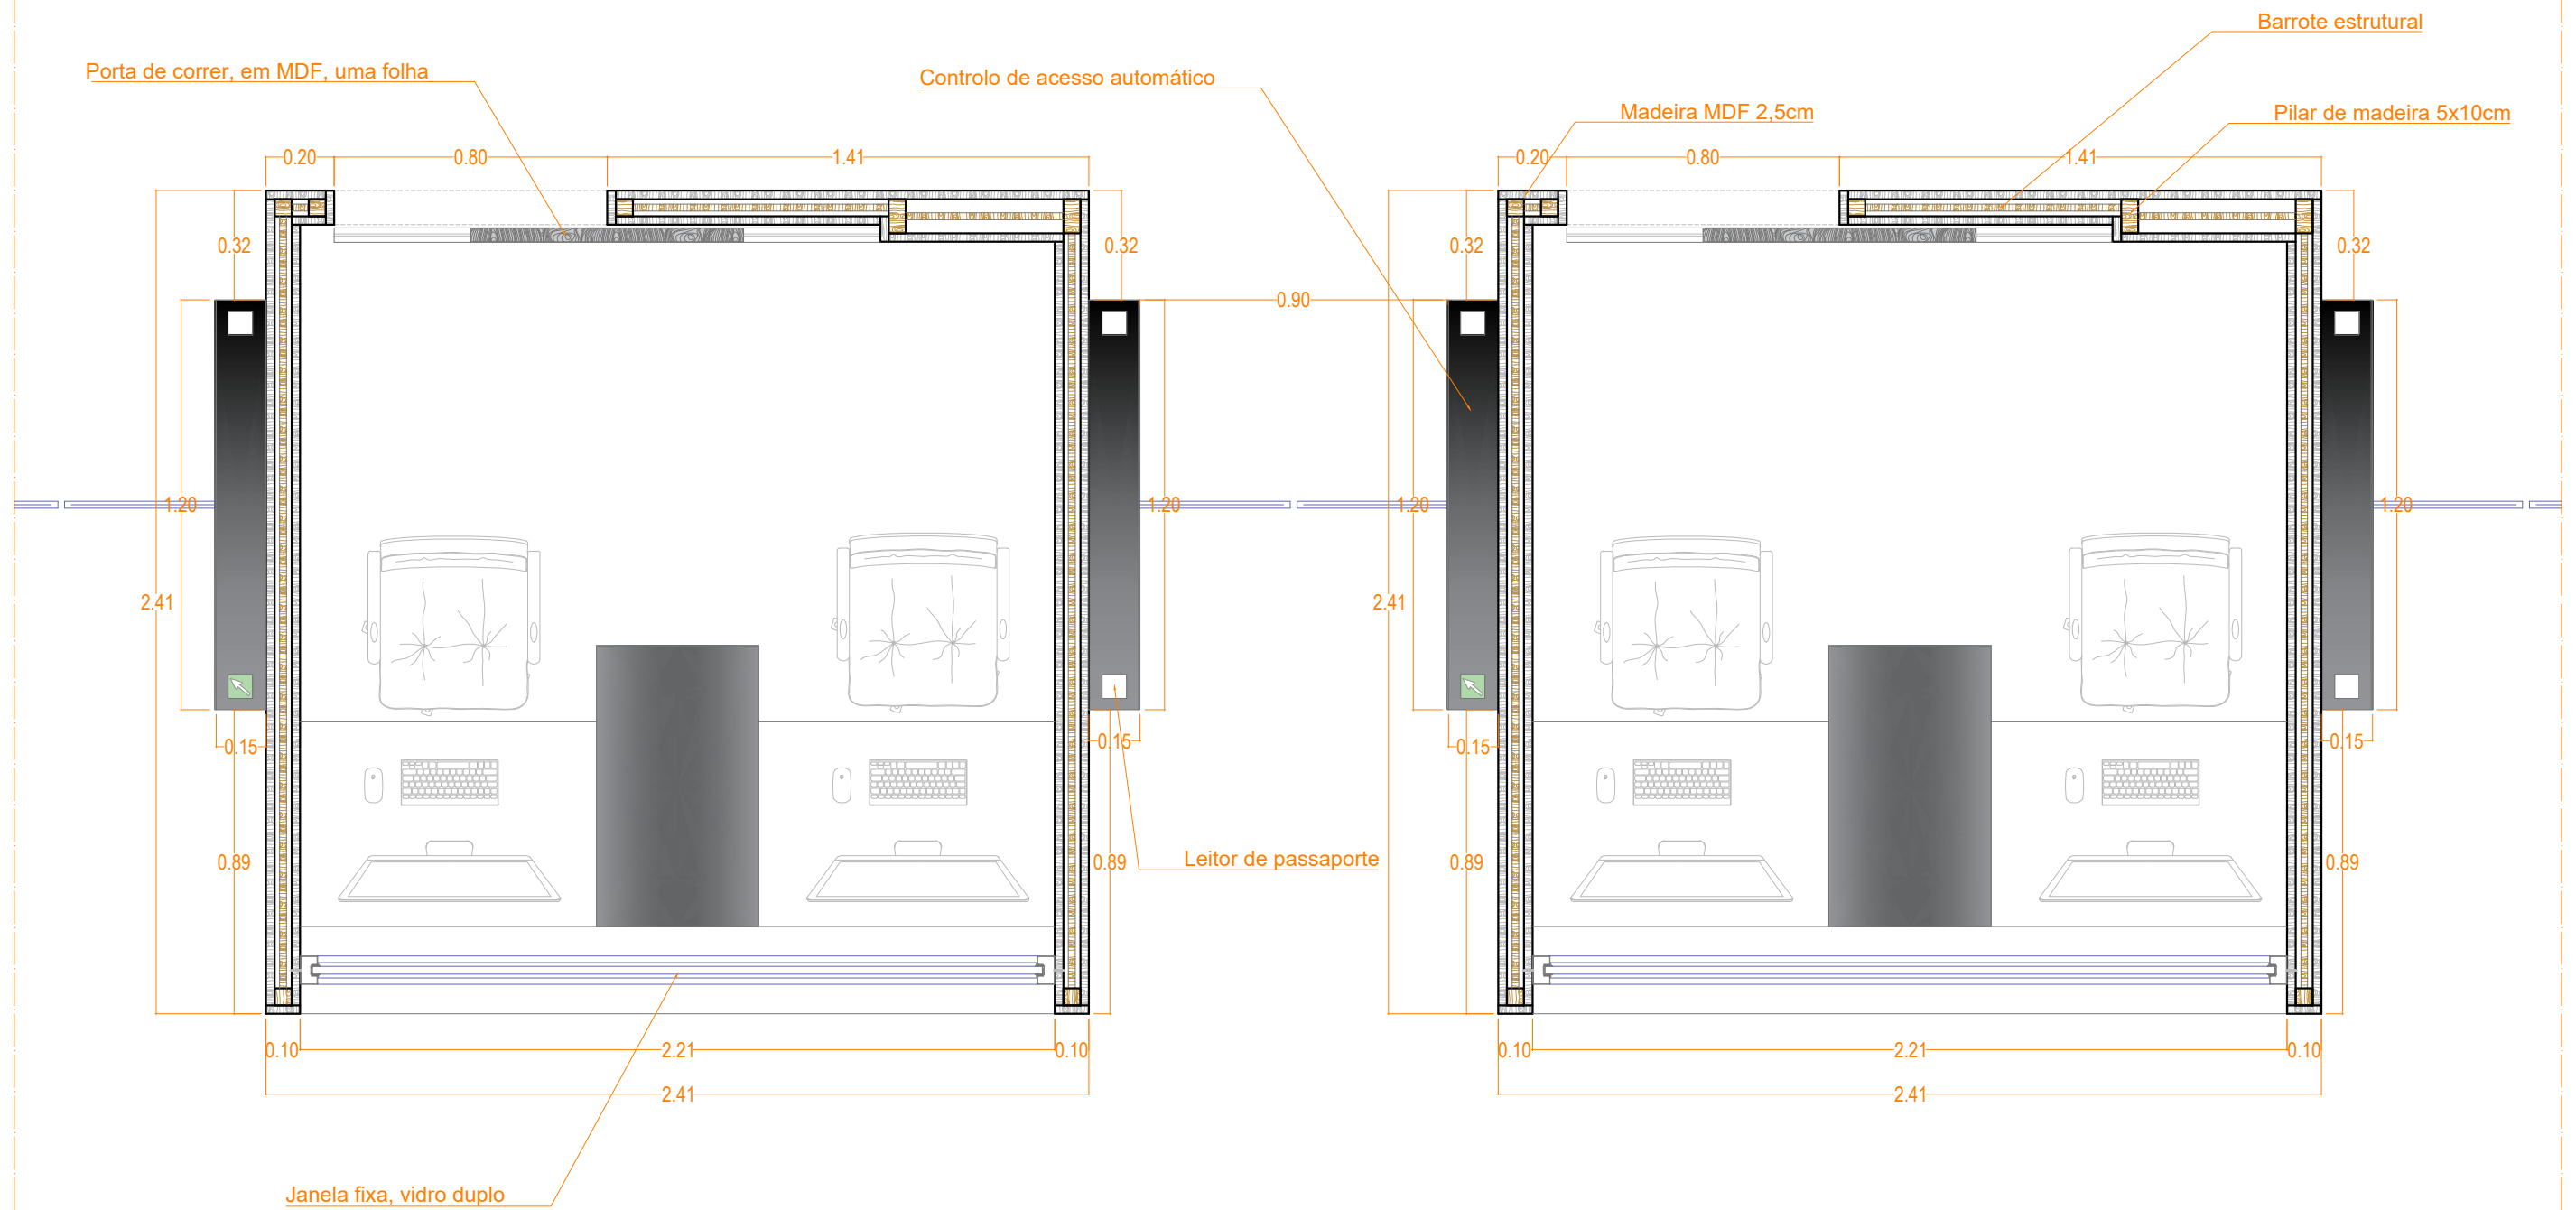 Barrote estrutural
Porta de correr, em MDF, uma folha
Controlo de acesso automático
Madeira MDF 2,5cm
Pilar de madeira 5x10cm
0.20 0.80 1.41 0.20 0.80 1.41
0.32 0.32 0.32 0.32
0.90
1.20 1.20 1.20 1.20
2.41 2.41
0.15 0.15 0.15 0.15
Leitor de passaporte
0.89 0.89 0.89 0.89
0.10 2.21 0.10 0.10 2.21 0.10
2.41 2.41
Janela fixa, vidro duplo